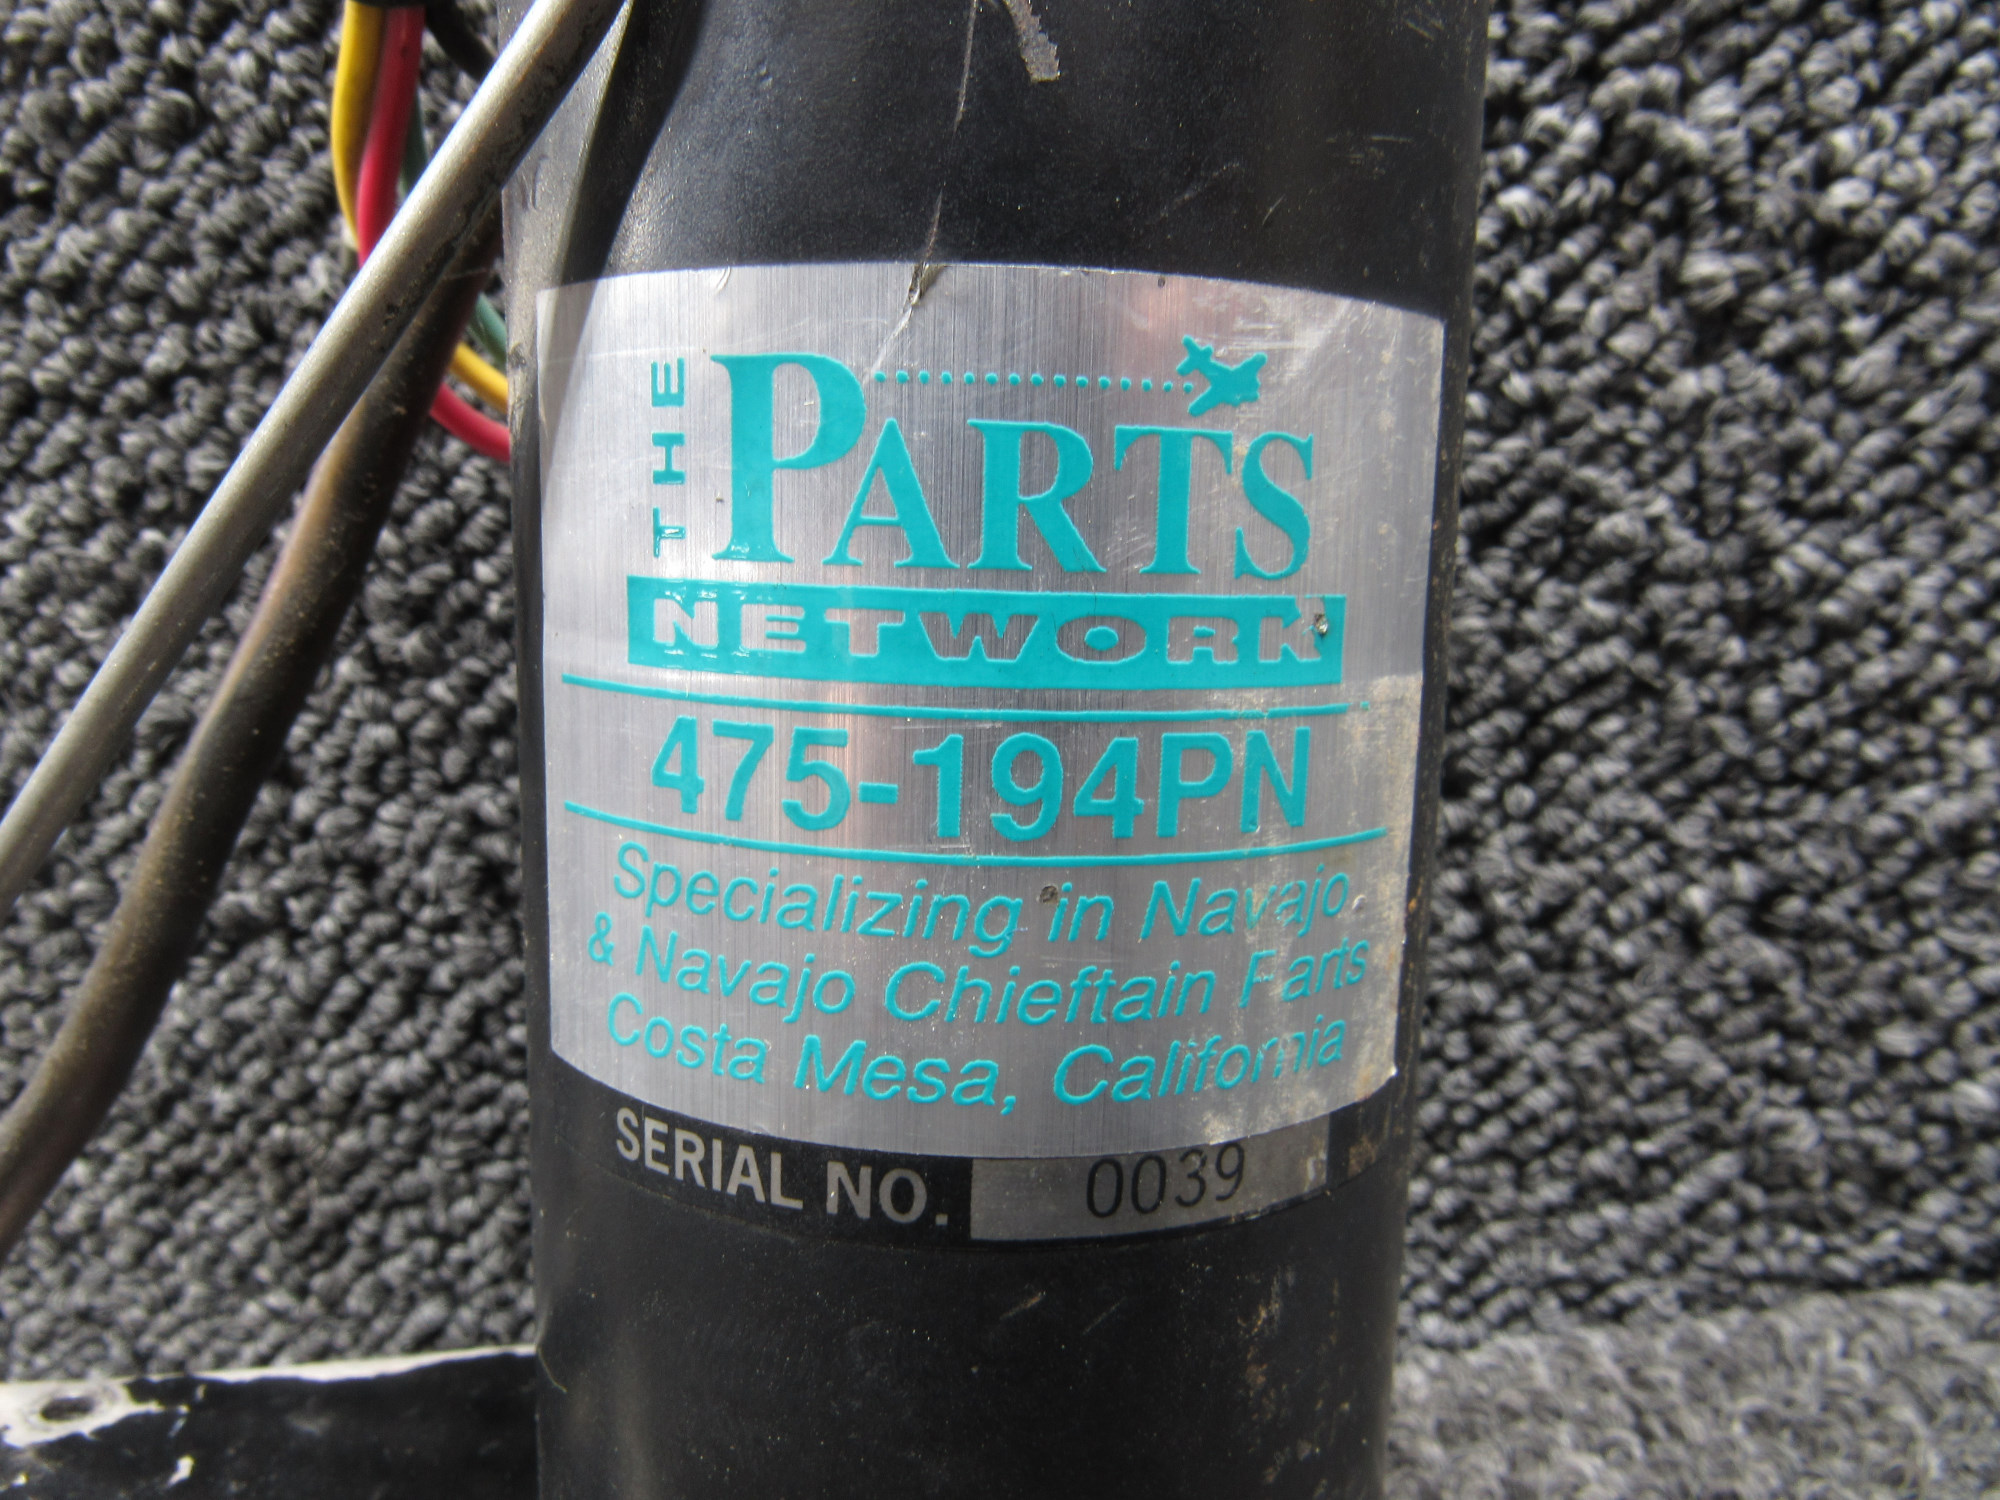 THE PARTS
NETWORK
475-194PN
Specializing in Navajo
& Navajo Chieftain Parts
Costa Mesa, California
SERIAL NO. 0039